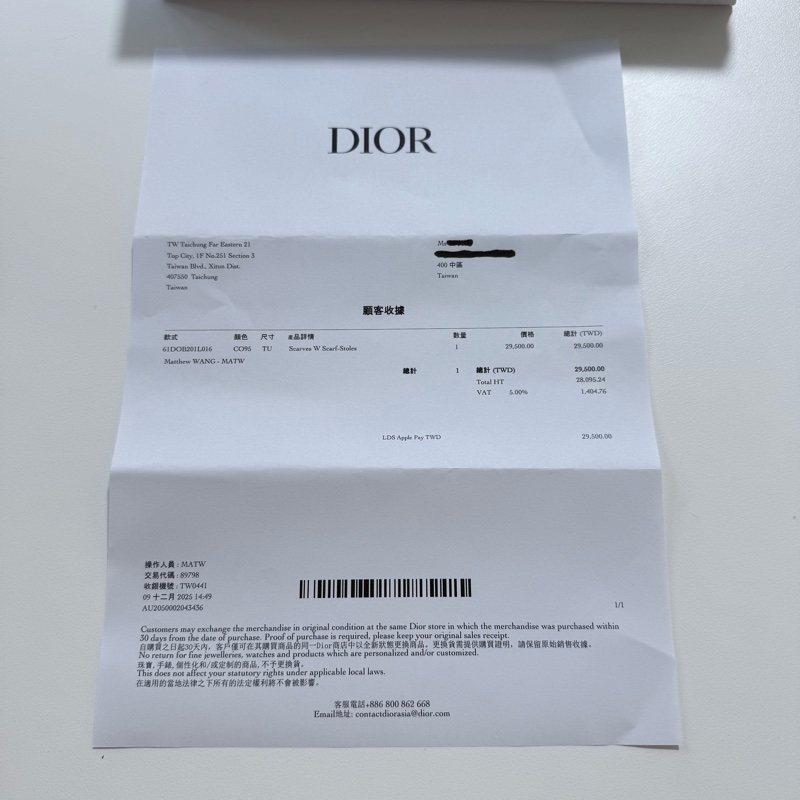 DIOR
TW Taichung Far Eastern 21
Top City, 1F No.251 Section 3
Taiwan Blvd., Xitun Dist.
407550 Taichung
Taiwan
Ms
400 中區
Taiwan
顧客收據
款式 顏色 尺寸 產品詳情 數量 價格 總計 (TWD)
61DOB201L016 CO95 TU Scarves W Scarf-Stoles 1 29,500.00 29,500.00
Matthew WANG - MATW
總計 1 總計 (TWD) 29,500.00
Total HT 28,095.24
VAT 5.00% 1,404.76
LDS Apple Pay TWD 29,500.00
操作人員 : MATW
交易代碼 : 89798
收銀機號 : TW0441
09 十二月 2025 14:49
AU2050002043436
1/1
Customers may exchange the merchandise in original condition at the same Dior store in which the merchandise was purchased within
30 days from the date of purchase. Proof of purchase is required, please keep your original sales receipt.
自購買之日起30天內, 客戶僅可在其購買商品的同一Dior商店中以全新狀態更換商品。更換貨需提供購買證明, 請保留原始銷售收據。
No return for fine jewelleries, watches and products which are personalized and/or customized.
珠寶, 手錶, 個性化和/或定制的商品, 不予更換貨。
This does not affect your statutory rights under applicable local laws.
在適用的當地法律之下所有的法定權利將不會被影響。
客服電話+886 800 862 668
Email地址: contactdiorasia@dior.com